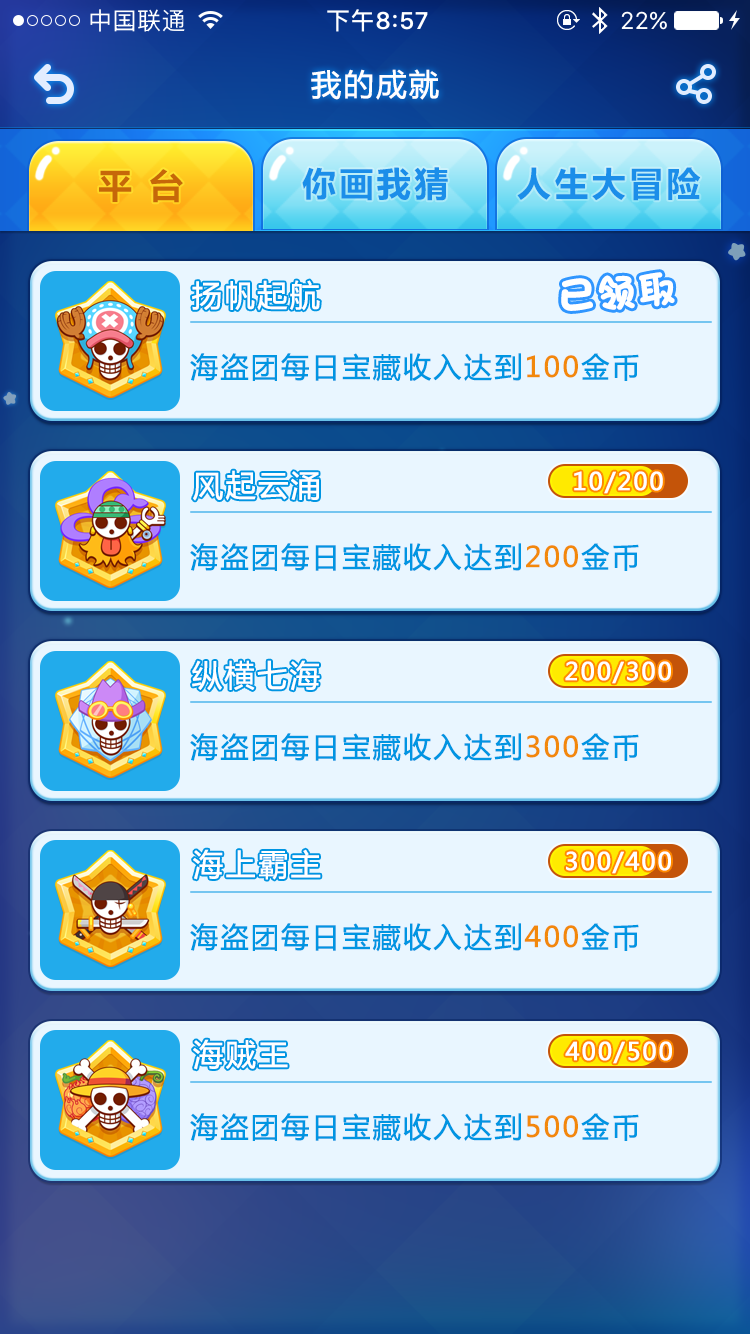 中国联通 下午8:57 22%
我的成就
平台 你画我猜 人生大冒险
扬帆起航 已领取
海盗团每日宝藏收入达到100金币
风起云涌 10/200
海盗团每日宝藏收入达到200金币
纵横七海 200/300
海盗团每日宝藏收入达到300金币
海上霸主 300/400
海盗团每日宝藏收入达到400金币
海贼王 400/500
海盗团每日宝藏收入达到500金币